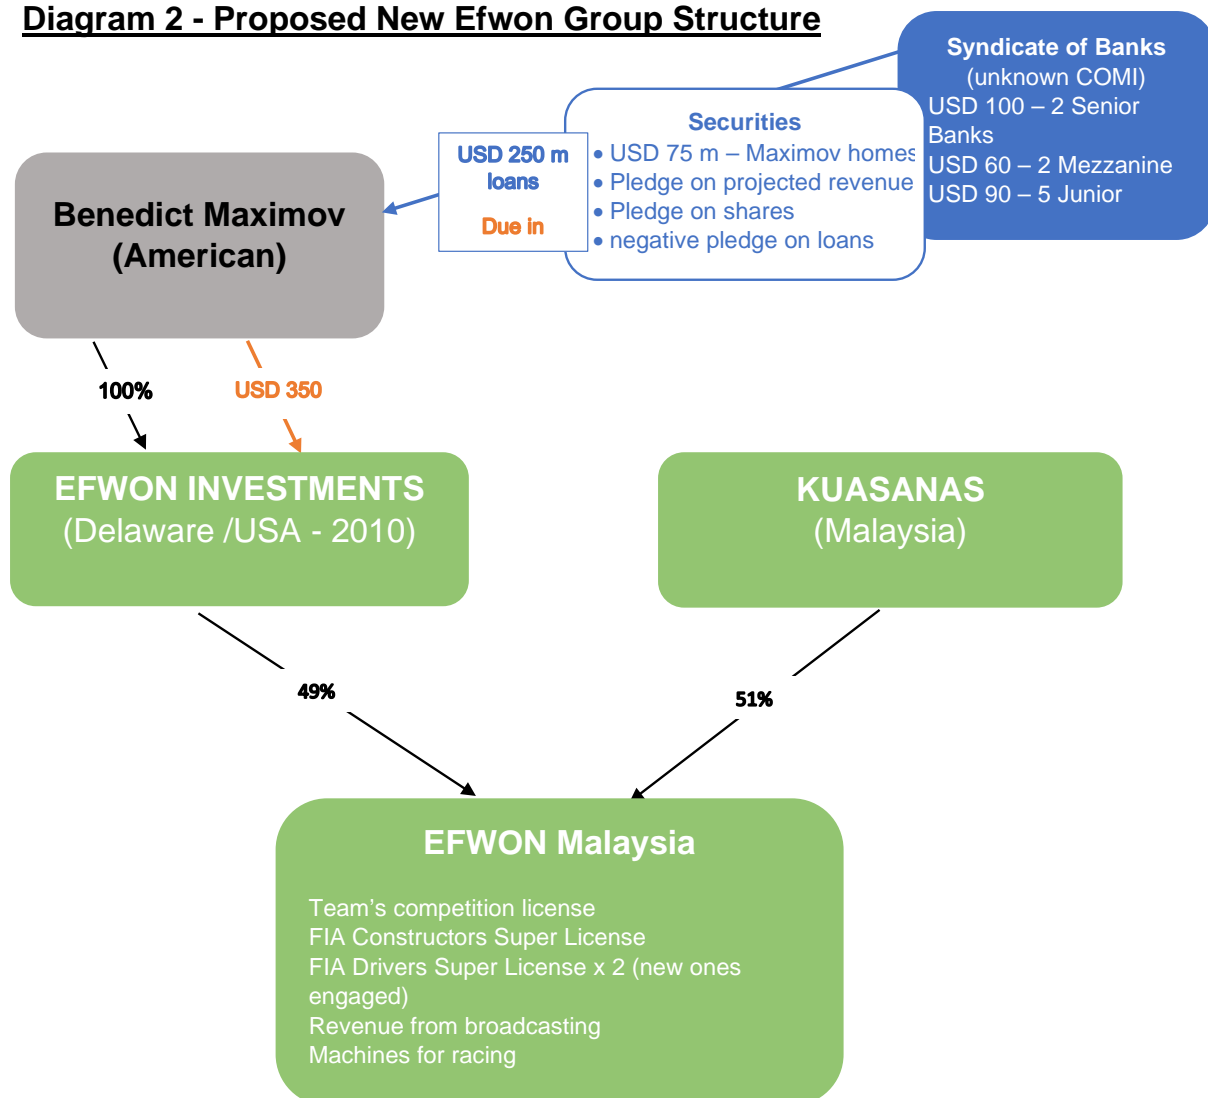 Diagram 2 - Proposed New Efwon Group Structure
Syndicate of Banks
(unknown COMI)
USD 100 – 2 Senior
Banks
USD 60 – 2 Mezzanine
USD 90 – 5 Junior
Securities
• USD 75 m – Maximov homes
• Pledge on projected revenue
• Pledge on shares
• negative pledge on loans
USD 250 m
loans
Due in
Benedict Maximov
(American)
100%
USD 350
EFWON INVESTMENTS
(Delaware /USA - 2010)
KUASANAS
(Malaysia)
49%
51%
EFWON Malaysia
Team’s competition license
FIA Constructors Super License
FIA Drivers Super License x 2 (new ones
engaged)
Revenue from broadcasting
Machines for racing